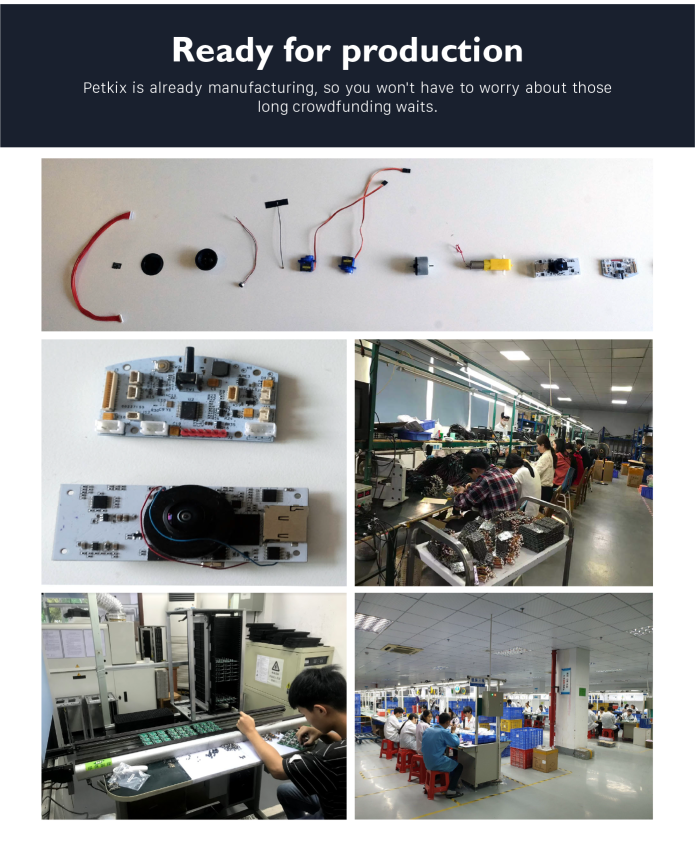 Ready for production
Petkix is already manufacturing, so you won't have to worry about those
long crowdfunding waits.